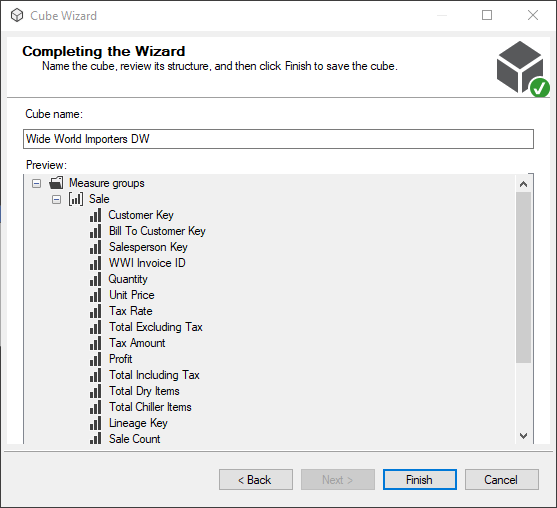 Cube Wizard
Completing the Wizard
Name the cube, review its structure, and then click Finish to save the cube.
Cube name:
Wide World Importers DW
Preview:
Measure groups
Sale
Customer Key
Bill To Customer Key
Salesperson Key
WWI Invoice ID
Quantity
Unit Price
Tax Rate
Total Excluding Tax
Tax Amount
Profit
Total Including Tax
Total Dry Items
Total Chiller Items
Lineage Key
Sale Count
< Back Next > Finish Cancel